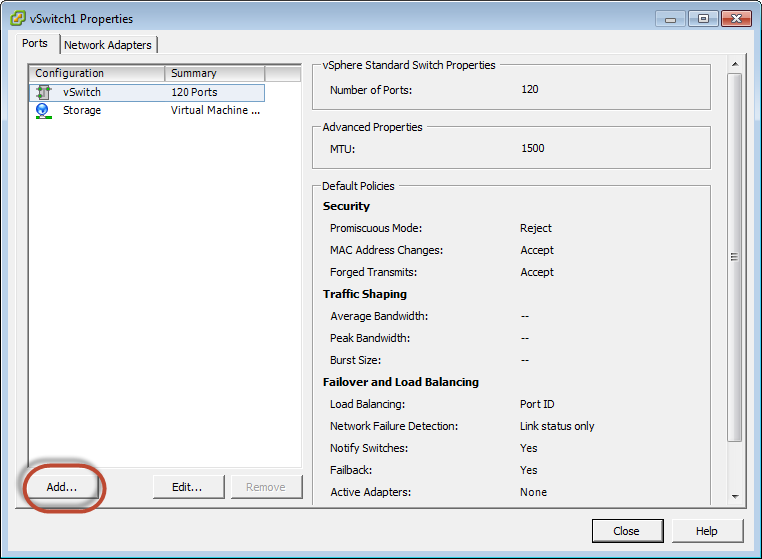 vSwitch1 Properties
Ports Network Adapters
Configuration Summary
vSwitch 120 Ports
Storage Virtual Machine ...
Add... Edit... Remove
vSphere Standard Switch Properties
Number of Ports: 120
Advanced Properties
MTU: 1500
Default Policies
Security
Promiscuous Mode: Reject
MAC Address Changes: Accept
Forged Transmits: Accept
Traffic Shaping
Average Bandwidth: --
Peak Bandwidth: --
Burst Size: --
Failover and Load Balancing
Load Balancing: Port ID
Network Failure Detection: Link status only
Notify Switches: Yes
Failback: Yes
Active Adapters: None
Close Help